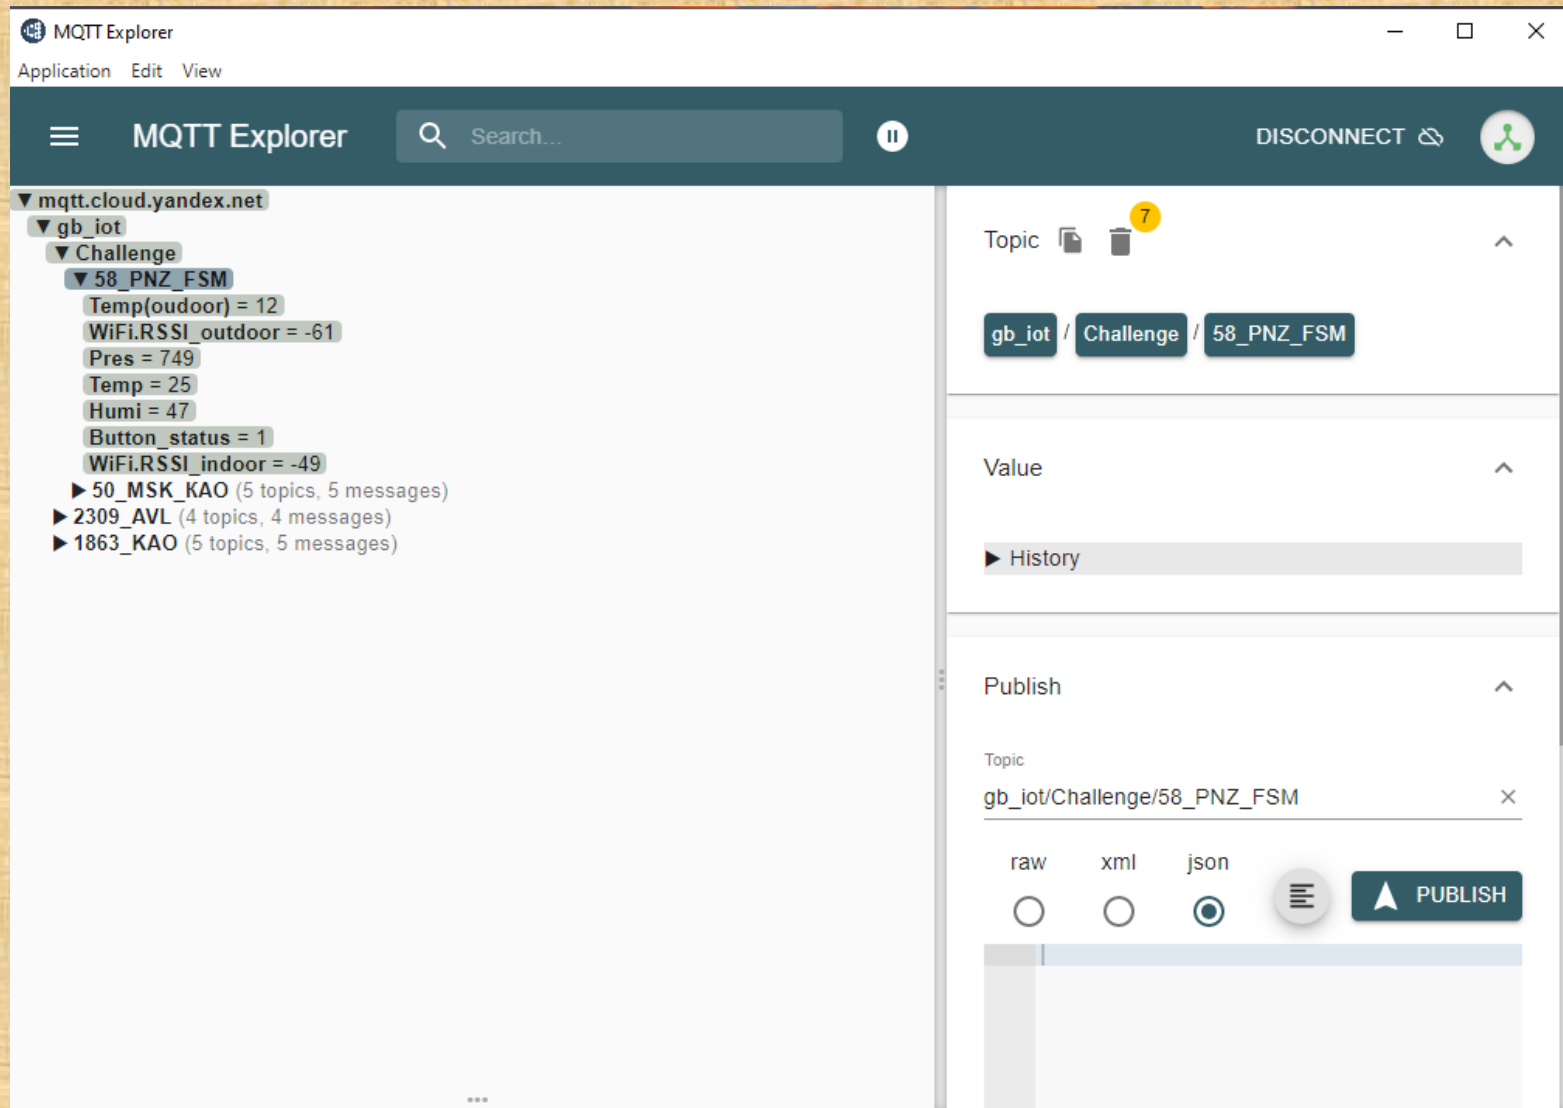 MQTT Explorer
Application Edit View
MQTT Explorer
Search...
DISCONNECT
▼ mqtt.cloud.yandex.net
▼ gb_iot
▼ Challenge
▼ 58_PNZ_FSM
Temp(oudoor) = 12
WiFi.RSSI_outdoor = -61
Pres = 749
Temp = 25
Humi = 47
Button_status = 1
WiFi.RSSI_indoor = -49
▶ 50_MSK_KAO (5 topics, 5 messages)
▶ 2309_AVL (4 topics, 4 messages)
▶ 1863_KAO (5 topics, 5 messages)
Topic 7
gb_iot / Challenge / 58_PNZ_FSM
Value
▶ History
Publish
Topic
gb_iot/Challenge/58_PNZ_FSM
raw xml json
PUBLISH